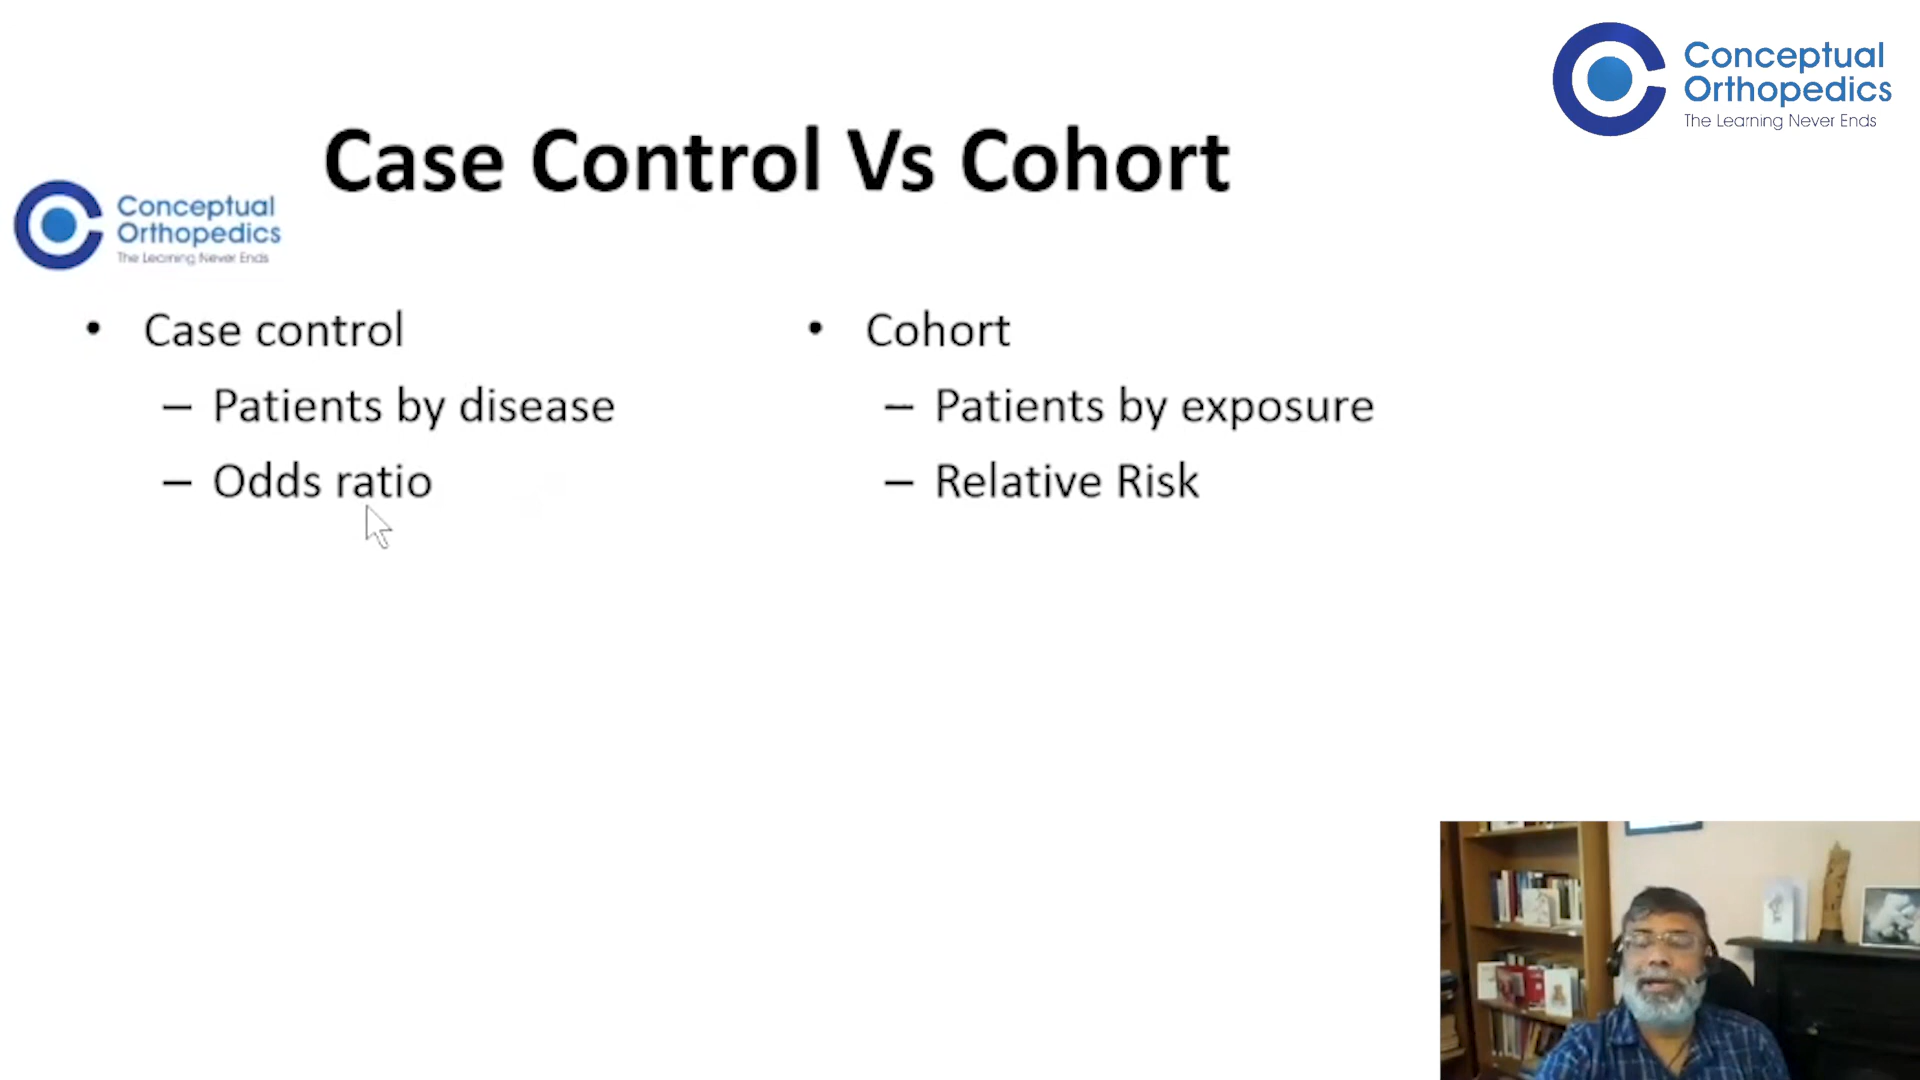 Conceptual
Orthopedics
The Learning Never Ends
Case Control Vs Cohort
Conceptual
Orthopedics
The Learning Never Ends
• Case control
– Patients by disease
– Odds ratio
• Cohort
– Patients by exposure
– Relative Risk